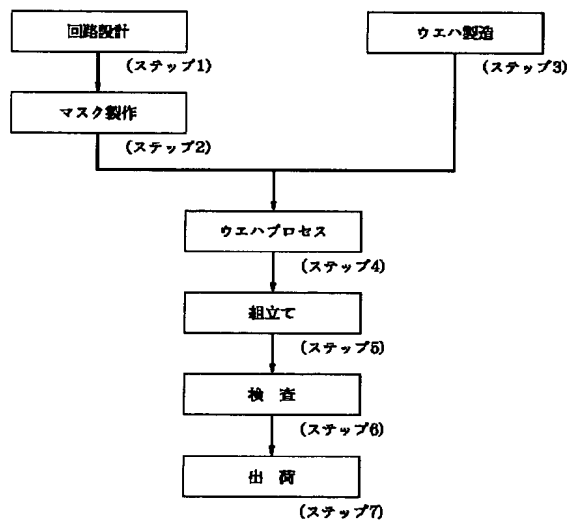 回路設計
(ステップ1)
マスク製作
(ステップ2)
ウエハ製造
(ステップ3)
ウエハプロセス
(ステップ4)
組立て
(ステップ5)
検 査
(ステップ6)
出 荷
(ステップ7)